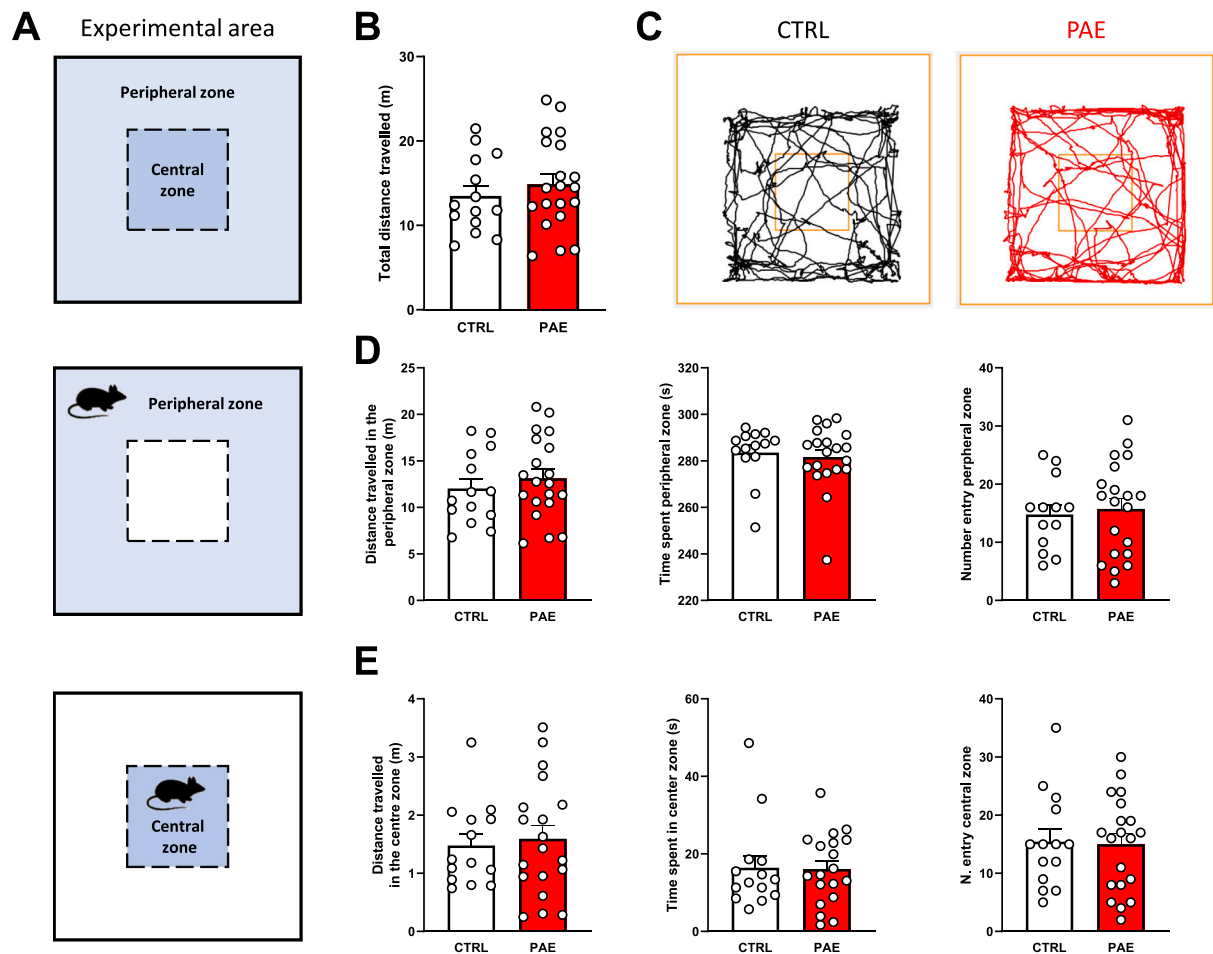 A
Experimental area
Peripheral zone
Central
zone
Peripheral zone
Central
zone
B
Total distance travelled (m)
30
20
10
0
CTRL
PAE
C
CTRL
PAE
D
Distance travelled in the
peripheral zone (m)
25
20
15
10
5
0
CTRL
PAE
Time spent peripheral zone (s)
320
300
280
260
240
220
CTRL
PAE
Number entry perpheral zone
40
30
20
10
0
CTRL
PAE
E
Distance travelled
in the centre zone (m)
4
3
2
1
0
CTRL
PAE
Time spent in center zone (s)
60
40
20
0
CTRL
PAE
N. entry central zone
40
30
20
10
0
CTRL
PAE